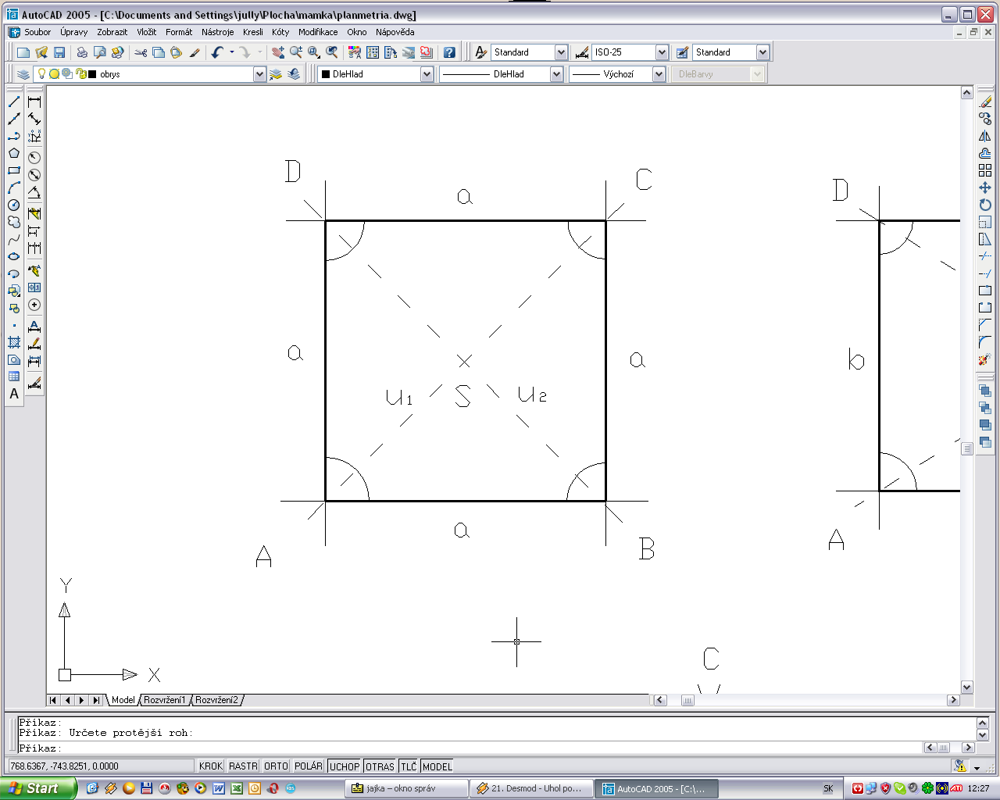 AutoCAD 2005 - [C:\Documents and Settings\jully\Plocha\mamka\planmetria.dwg]
Soubor Úpravy Zobrazit Vložit Formát Nástroje Kresli Kóty Modifikace Okno Nápověda
Standard ISO-25 Standard
obrys DleHlad DleHlad Výchozí DleBarvy
D a C D
a a b
u1 S u2
A a B A
Y
X
C
A
Model Rozvržení1 Rozvržení2
Příkaz:
Příkaz: Určete protější roh:
Příkaz:
768.6367, -743.8251, 0.0000 KROK RASTR ORTO POLÁR UCHOP OTRAS TLČ MODEL
Start jajka – okno správ 21. Desmod - Uhol po... AutoCAD 2005 - [C:\... SK 12:27